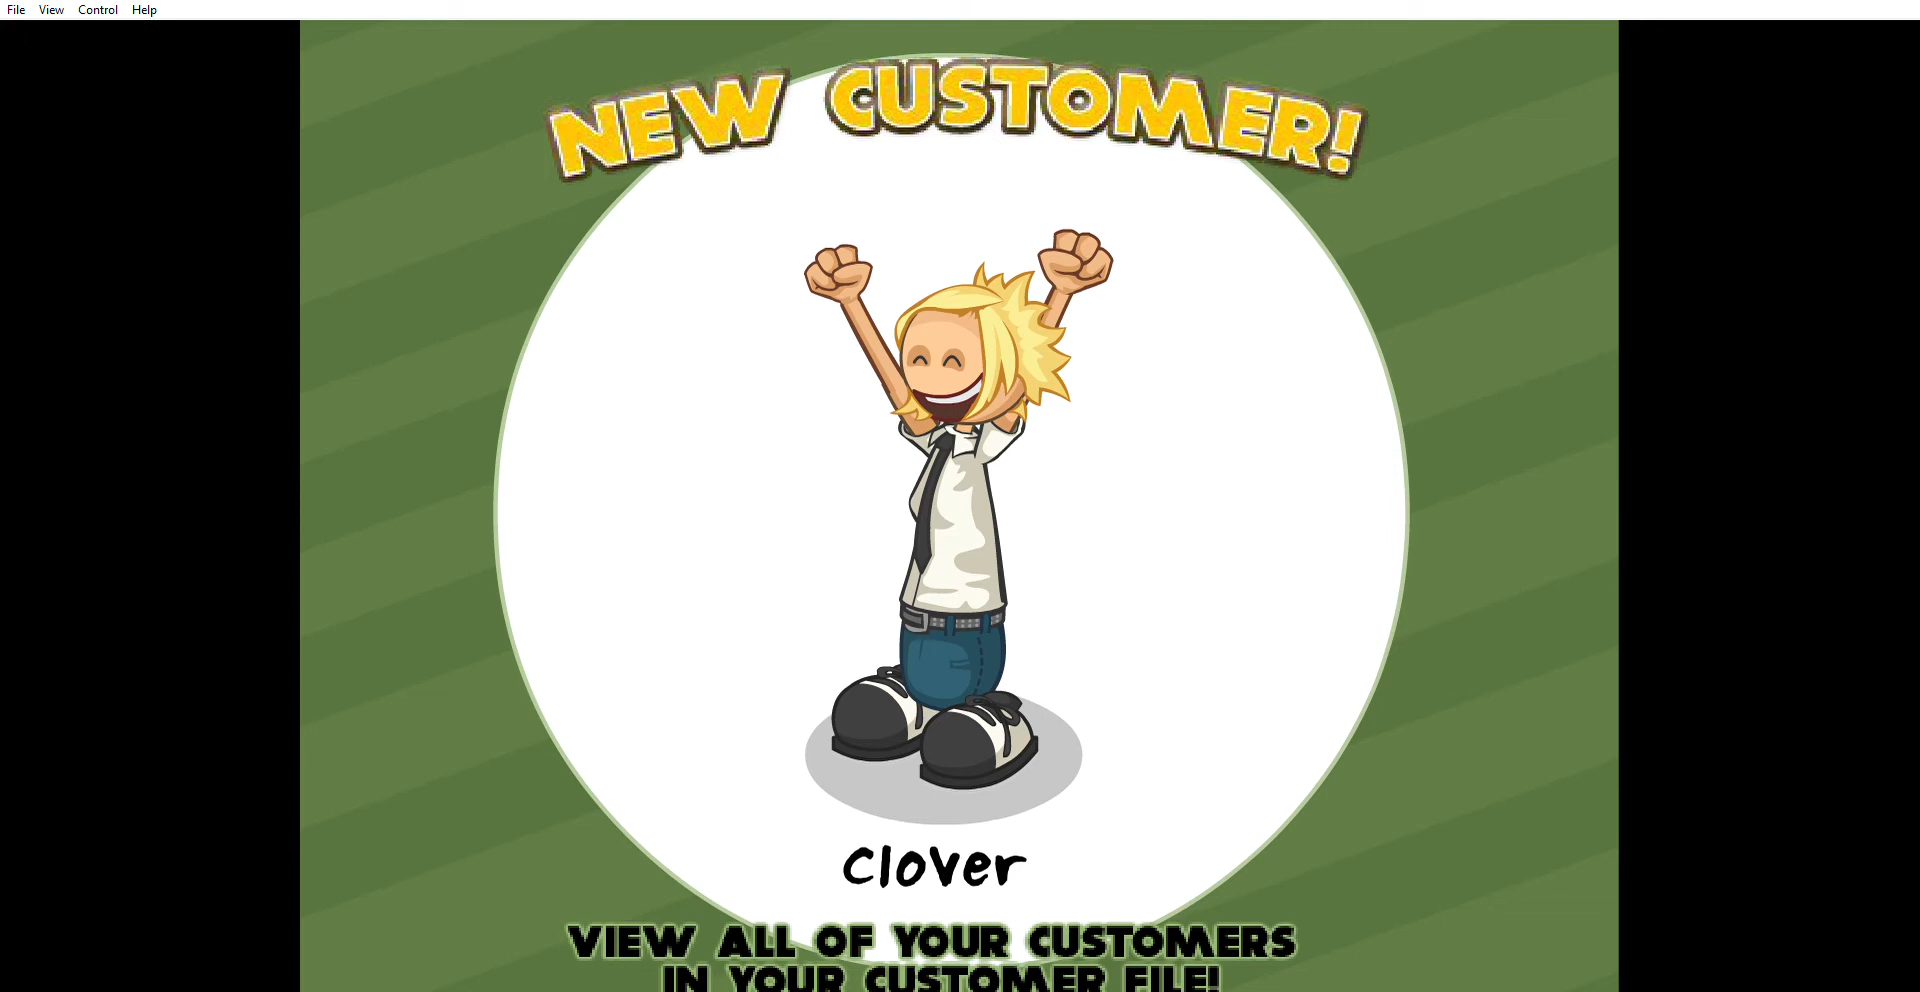 File View Control Help
NEW CUSTOMER!
Clover
VIEW ALL OF YOUR CUSTOMERS
IN YOUR CUSTOMER FILE!